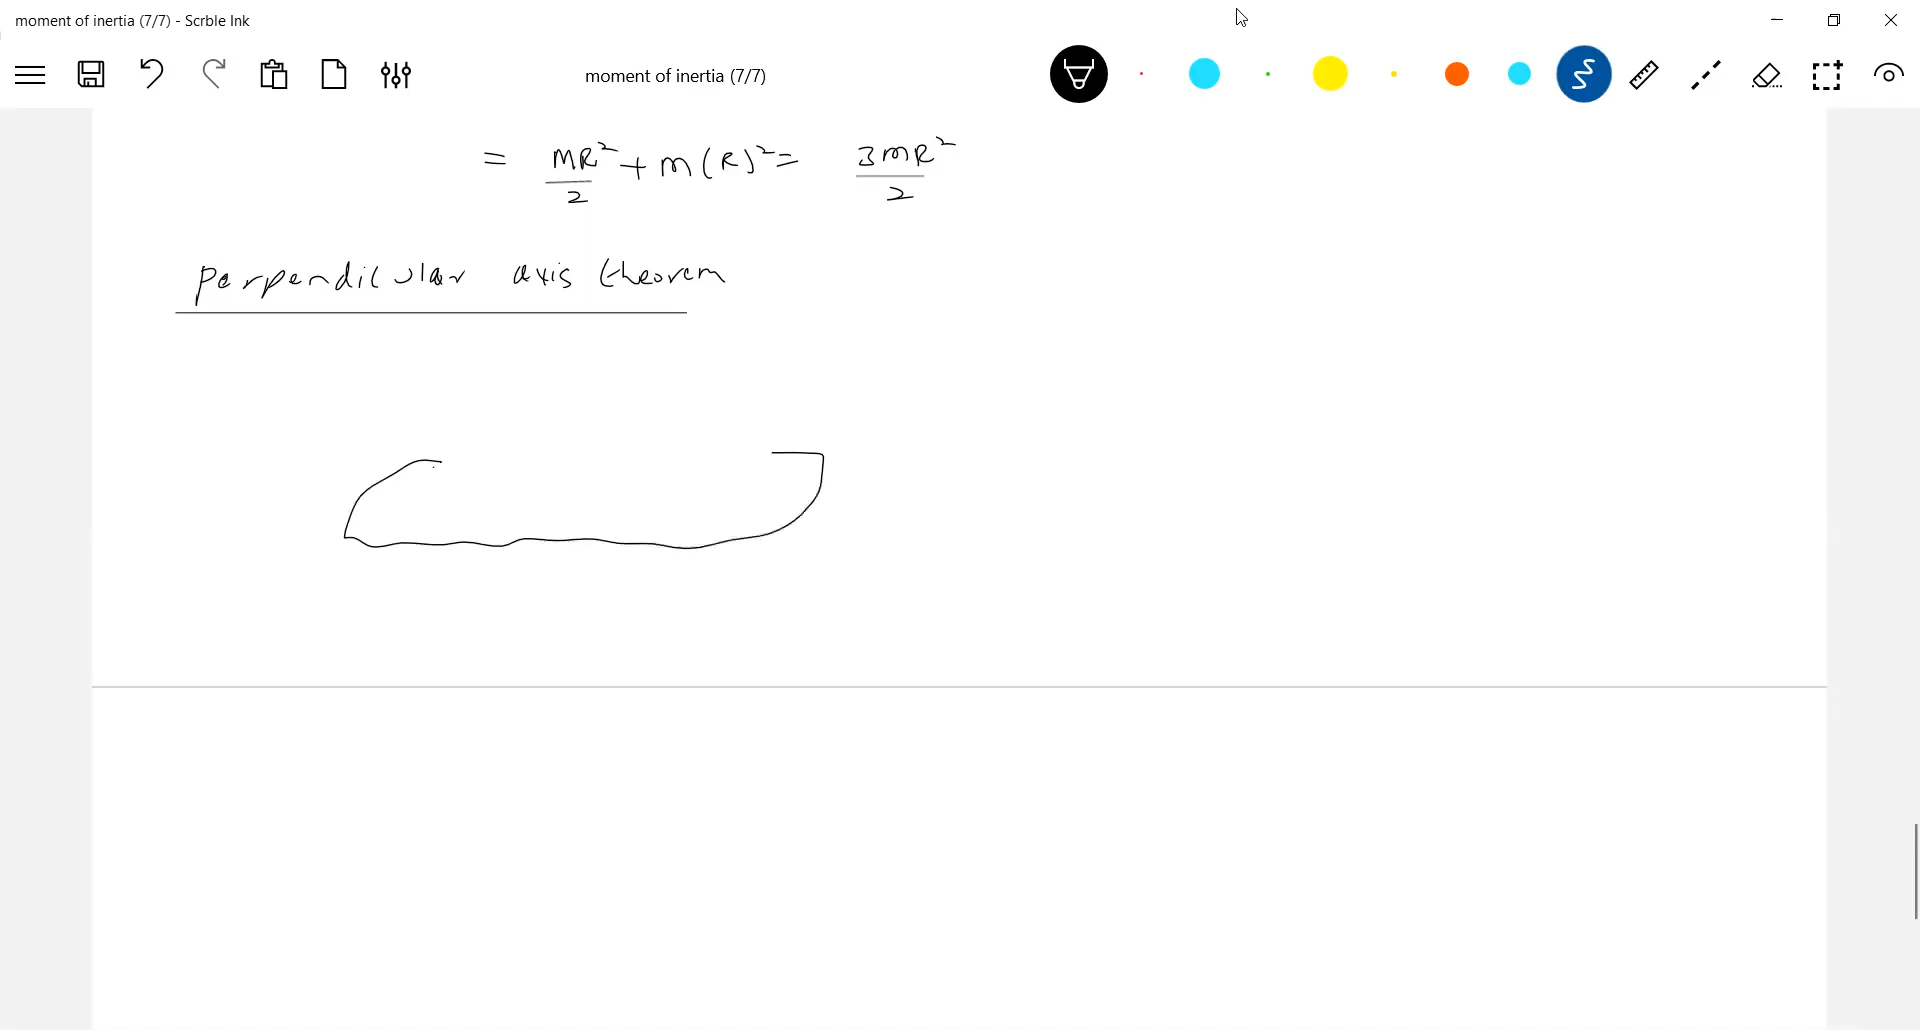 moment of inertia (7/7) - Scrble Ink
moment of inertia (7/7)
= MR²/2 + m(R)² = 3mR²/2
perpendicular axis theorem